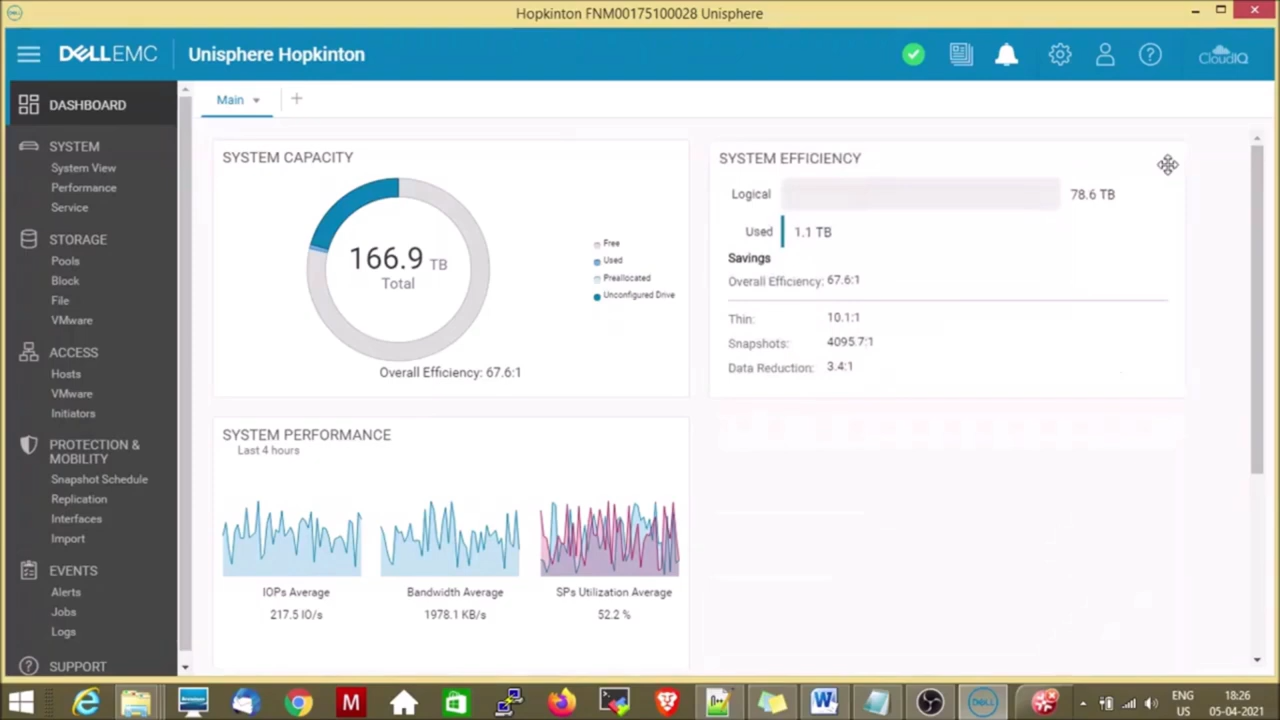 Hopkinton FNM00175100028 Unisphere
DELLEMC
Unisphere Hopkinton
CloudIQ
DASHBOARD
SYSTEM
System View
Performance
Service
STORAGE
Pools
Block
File
VMware
ACCESS
Hosts
VMware
Initiators
PROTECTION &
MOBILITY
Snapshot Schedule
Replication
Interfaces
Import
EVENTS
Alerts
Jobs
Logs
SUPPORT
Main
SYSTEM CAPACITY
166.9 TB
Total
Free
Used
Preallocated
Unconfigured Drive
Overall Efficiency: 67.6:1
SYSTEM EFFICIENCY
Logical 78.6 TB
Used 1.1 TB
Savings
Overall Efficiency: 67.6:1
Thin: 10.1:1
Snapshots: 4095.7:1
Data Reduction: 3.4:1
SYSTEM PERFORMANCE
Last 4 hours
IOPs Average
217.5 IO/s
Bandwidth Average
1978.1 KB/s
SPs Utilization Average
52.2 %
M
W
DELL
ENG
US
18:26
05-04-2021